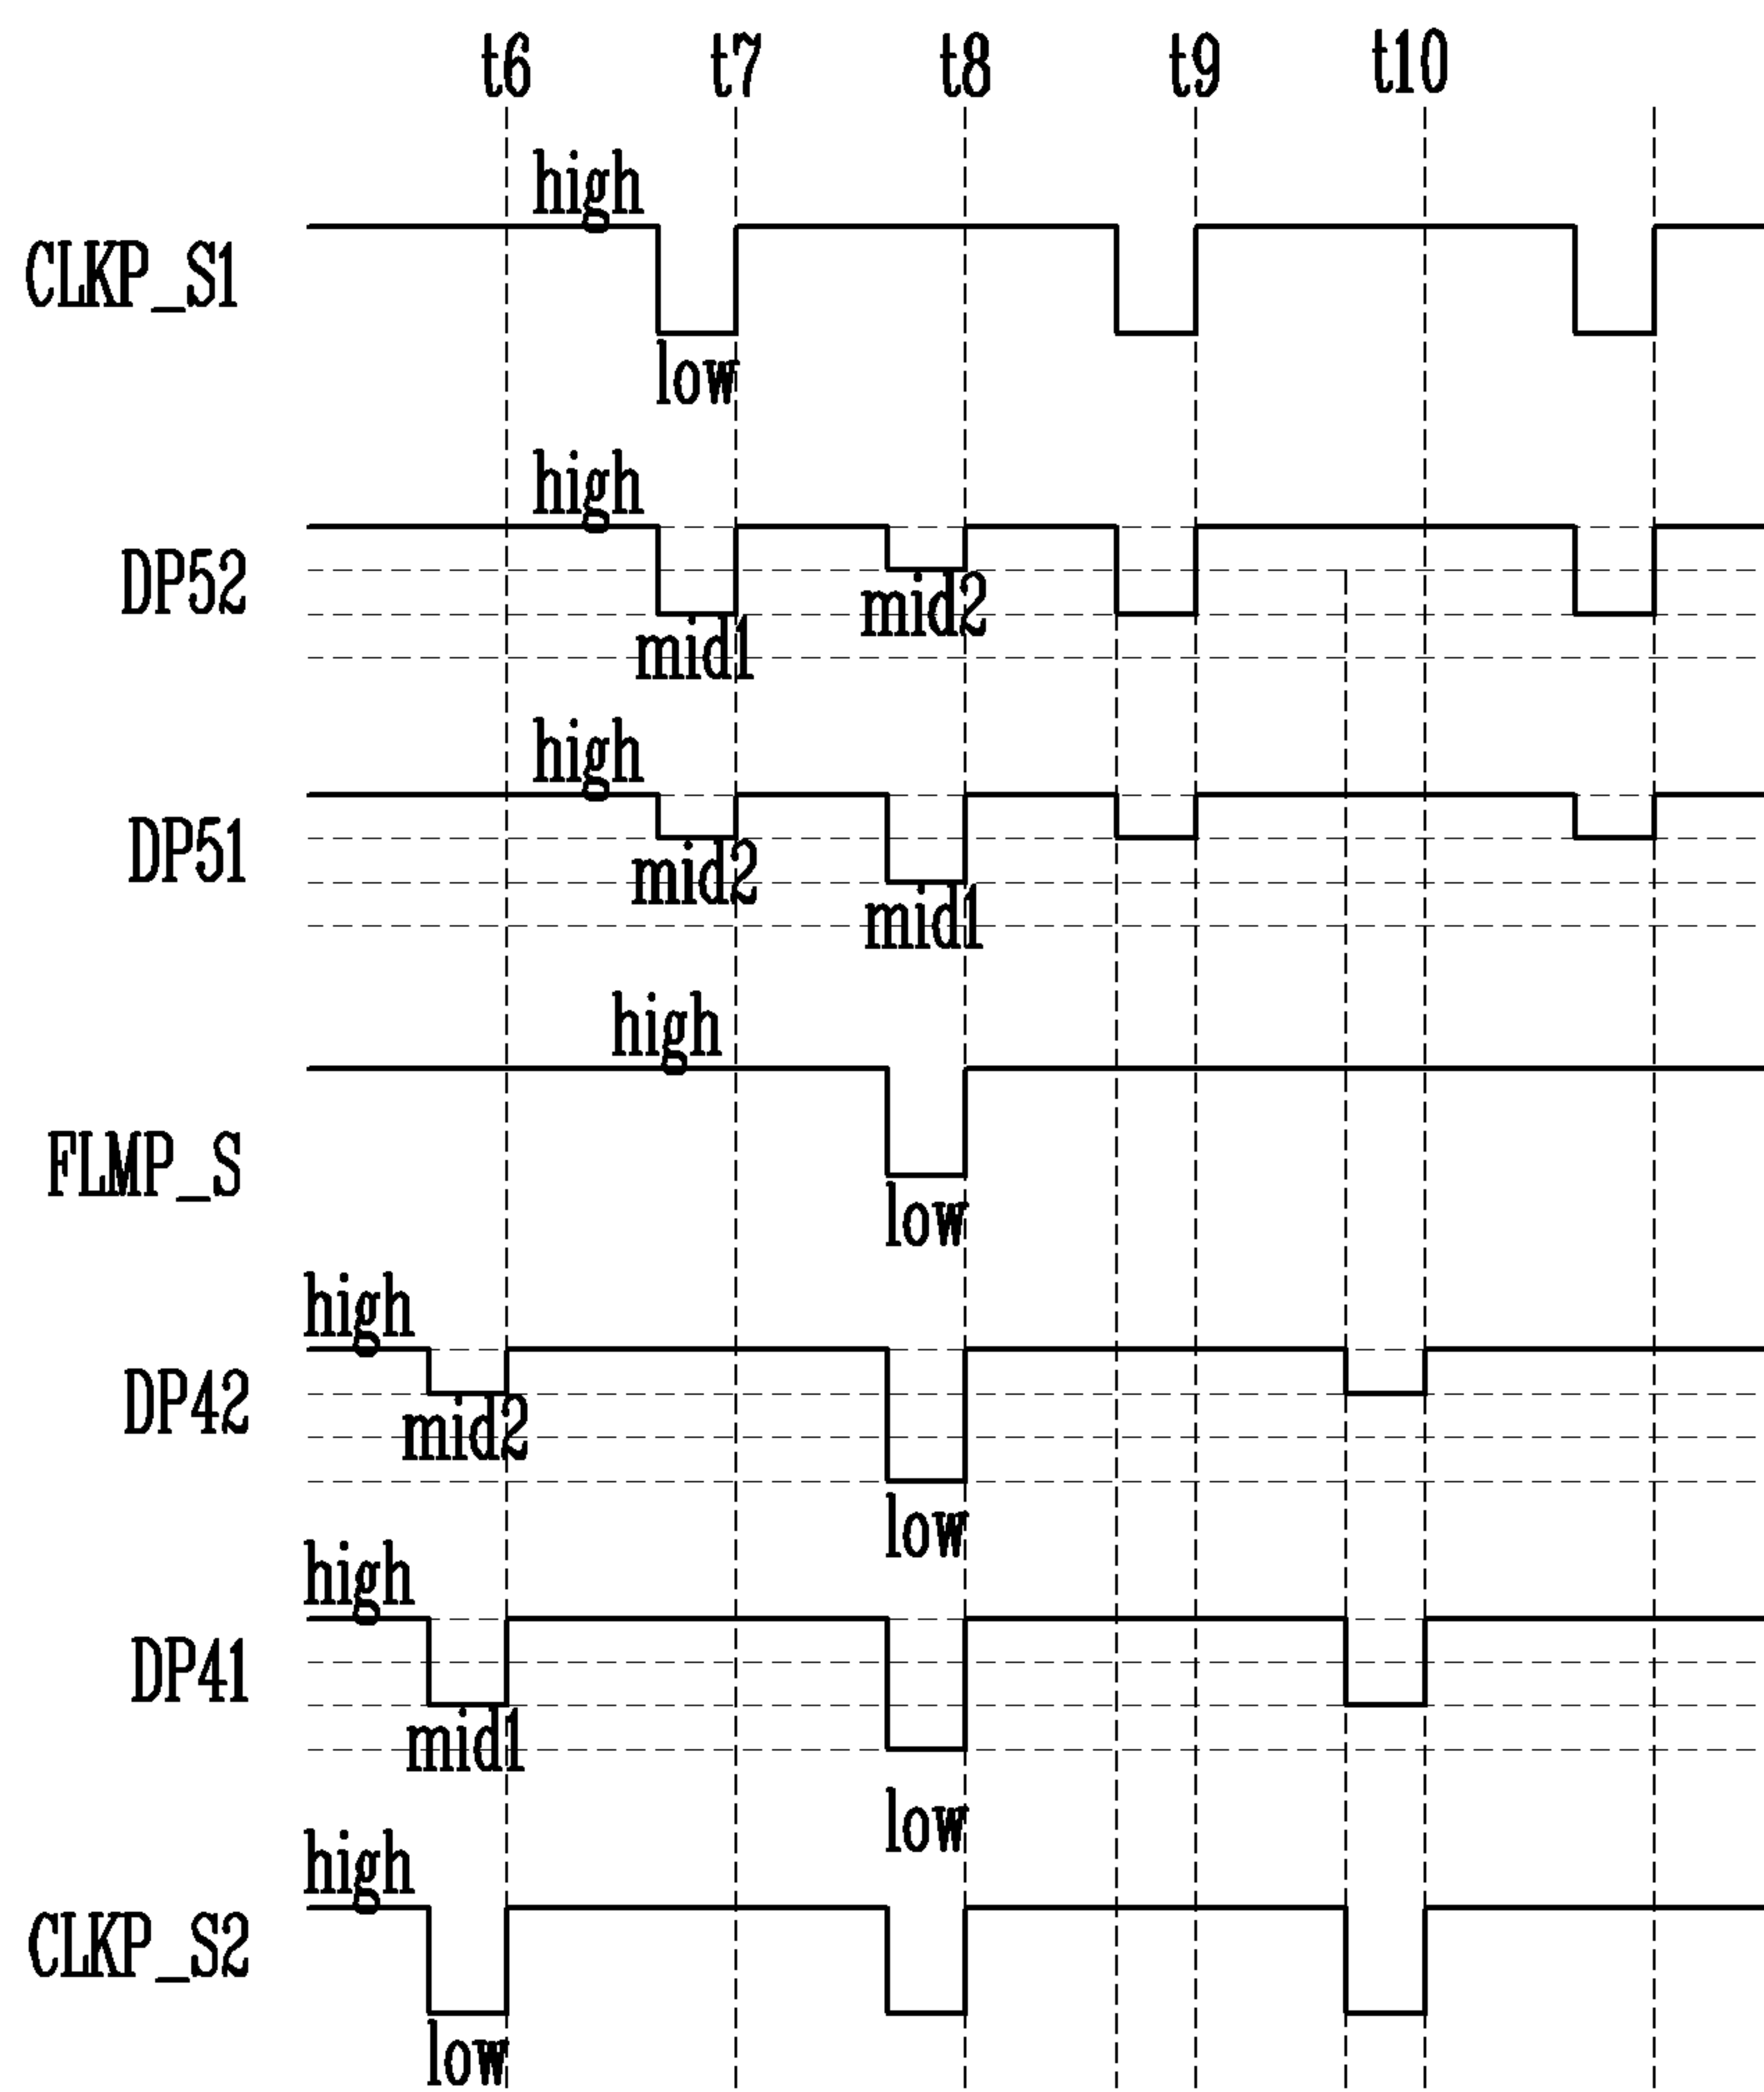 t6 t7 t8 t9 t10
high
CLKP_S1
low
high
DP52
mid2
mid1
high
DP51
mid2
mid1
high
FLMP_S
low
high
DP42
mid2
low
high
DP41
mid1
low
high
CLKP_S2
low